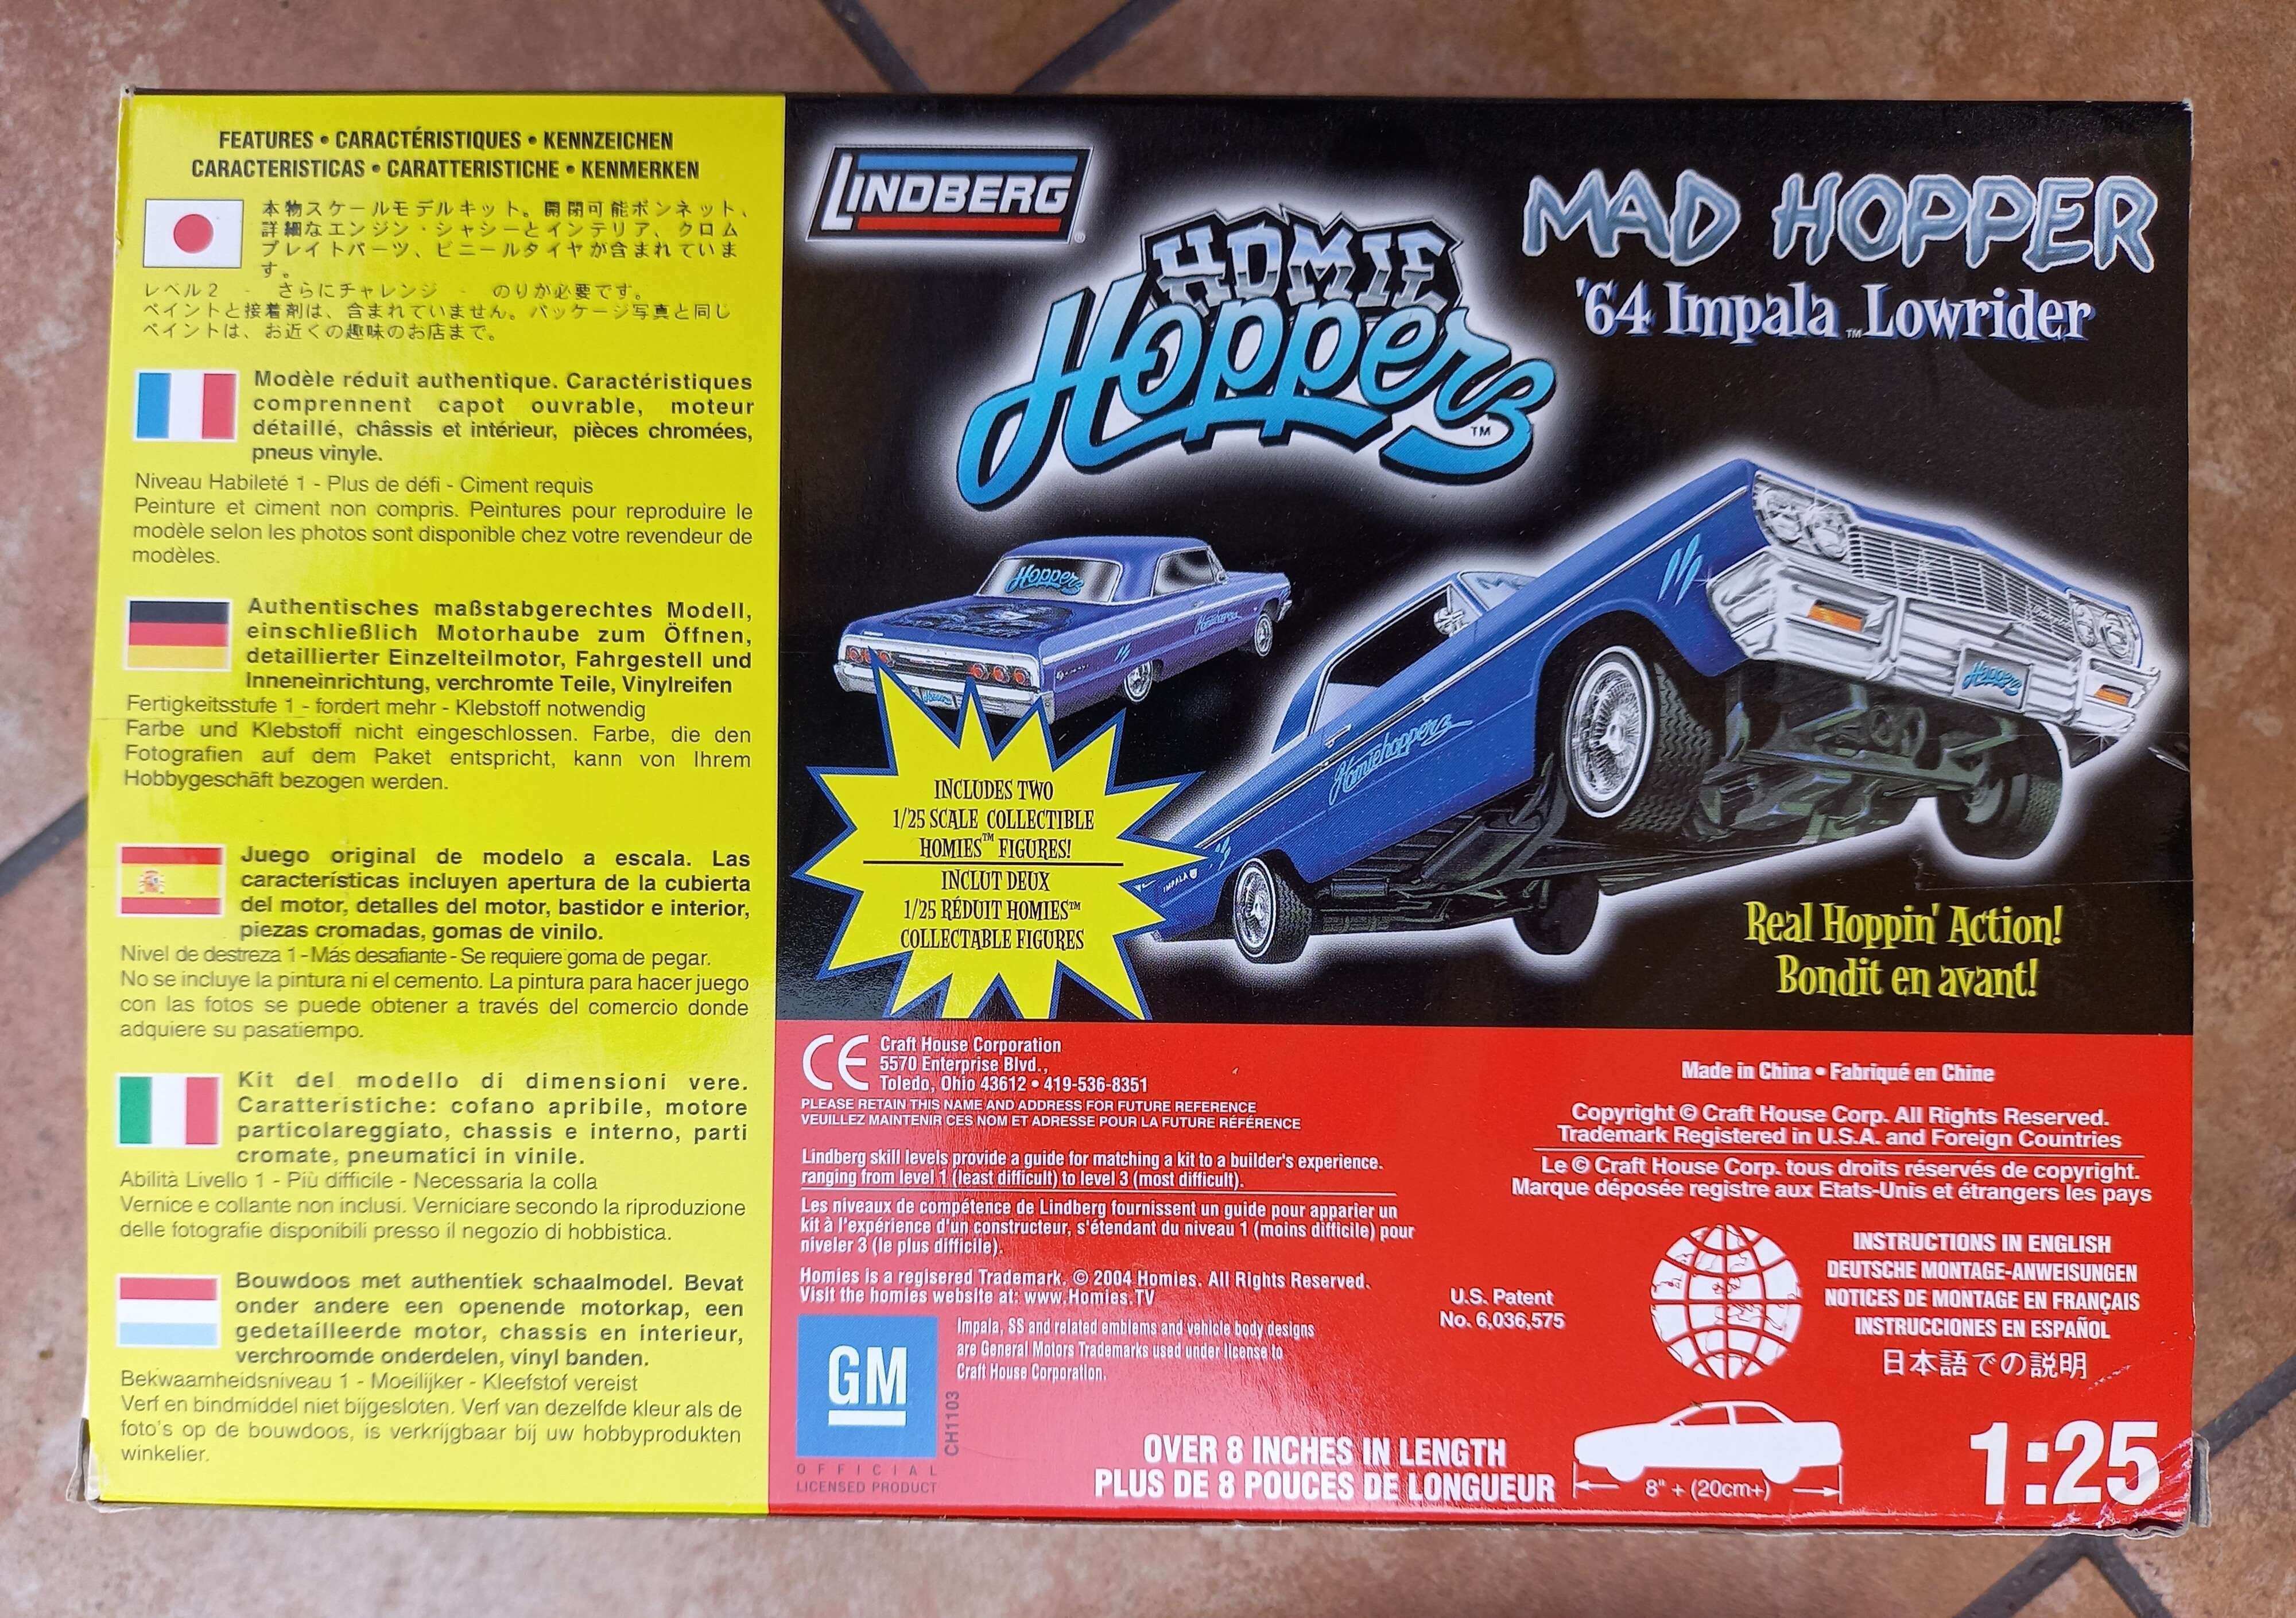 FEATURES • CARACTÉRISTIQUES • KENNZEICHEN
CARACTERISTICAS • CARATTERISTICHE • KENMERKEN
本物スケールモデルキット。開閉可能ボンネット、
詳細なエンジン・シャシーとインテリア、クロム
プレイトパーツ、ビニールタイヤが含まれていま
す。
レベル2 - さらにチャレンジ - のりが必要です。
ペイントと接着剤は、含まれていません。パッケージ写真と同じ
ペイントは、お近くの趣味のお店まで。
Modèle réduit authentique. Caractéristiques
comprennent capot ouvrable, moteur
détaillé, châssis et intérieur, pièces chromées,
pneus vinyle.
Niveau Habileté 1 - Plus de défi - Ciment requis
Peinture et ciment non compris. Peintures pour reproduire le
modèle selon les photos sont disponible chez votre revendeur de
modèles.
Authentisches maßstabgerechtes Modell,
einschließlich Motorhaube zum Öffnen,
detaillierter Einzelteilmotor, Fahrgestell und
Inneneinrichtung, verchromte Teile, Vinylreifen
Fertigkeitsstufe 1 - fordert mehr - Klebstoff notwendig
Farbe und Klebstoff nicht eingeschlossen. Farbe, die den
Fotografien auf dem Paket entspricht, kann von Ihrem
Hobbygeschäft bezogen werden.
Juego original de modelo a escala. Las
características incluyen apertura de la cubierta
del motor, detalles del motor, bastidor e interior,
piezas cromadas, gomas de vinilo.
Nivel de destreza 1 - Más desafiante - Se requiere goma de pegar.
No se incluye la pintura ni el cemento. La pintura para hacer juego
con las fotos se puede obtener a través del comercio donde
adquiere su pasatiempo.
Kit del modello di dimensioni vere.
Caratteristiche: cofano apribile, motore
particolareggiato, chassis e interno, parti
cromate, pneumatici in vinile.
Abilità Livello 1 - Più difficile - Necessaria la colla
Vernice e collante non inclusi. Verniciare secondo la riproduzione
delle fotografie disponibili presso il negozio di hobbistica.
Bouwdoos met authentiek schaalmodel. Bevat
onder andere een openende motorkap, een
gedetailleerde motor, chassis en interieur,
verchroomde onderdelen, vinyl banden.
Bekwaamheidsniveau 1 - Moeilijker - Kleefstof vereist
Verf en bindmiddel niet bijgesloten. Verf van dezelfde kleur als de
foto's op de bouwdoos, is verkrijgbaar bij uw hobbyprodukten
winkelier.
LINDBERG®
HOMIE
Hopperz™
MAD HOPPER
'64 Impala™ Lowrider
Hopperz
Homiehopperz
Hopperz
Hopperz
Homiehopperz
IMPALA
Hopperz
INCLUDES TWO
1/25 SCALE COLLECTIBLE
HOMIES™ FIGURES!
INCLUT DEUX
1/25 RÉDUIT HOMIES™
COLLECTABLE FIGURES
Real Hoppin' Action!
Bondit en avant!
CE
Craft House Corporation
5570 Enterprise Blvd.,
Toledo, Ohio 43612 • 419-536-8351
PLEASE RETAIN THIS NAME AND ADDRESS FOR FUTURE REFERENCE
VEUILLEZ MAINTENIR CES NOM ET ADRESSE POUR LA FUTURE RÉFÉRENCE
Lindberg skill levels provide a guide for matching a kit to a builder's experience.
ranging from level 1 (least difficult) to level 3 (most difficult).
Les niveaux de compétence de Lindberg fournissent un guide pour apparier un
kit à l'expérience d'un constructeur, s'étendant du niveau 1 (moins difficile) pour
niveler 3 (le plus difficile).
Homies is a regisered Trademark. © 2004 Homies. All Rights Reserved.
Visit the homies website at: www.Homies.TV
GM
OFFICIAL
LICENSED PRODUCT
CH1103
Impala, SS and related emblems and vehicle body designs
are General Motors Trademarks used under license to
Craft House Corporation.
U.S. Patent
No. 6,036,575
Made in China • Fabriqué en Chine
Copyright © Craft House Corp. All Rights Reserved.
Trademark Registered in U.S.A. and Foreign Countries
Le © Craft House Corp. tous droits réservés de copyright.
Marque déposée registre aux Etats-Unis et étrangers les pays
INSTRUCTIONS IN ENGLISH
DEUTSCHE MONTAGE-ANWEISUNGEN
NOTICES DE MONTAGE EN FRANÇAIS
INSTRUCCIONES EN ESPAÑOL
日本語での説明
OVER 8 INCHES IN LENGTH
PLUS DE 8 POUCES DE LONGUEUR
8" + (20cm+)
1:25